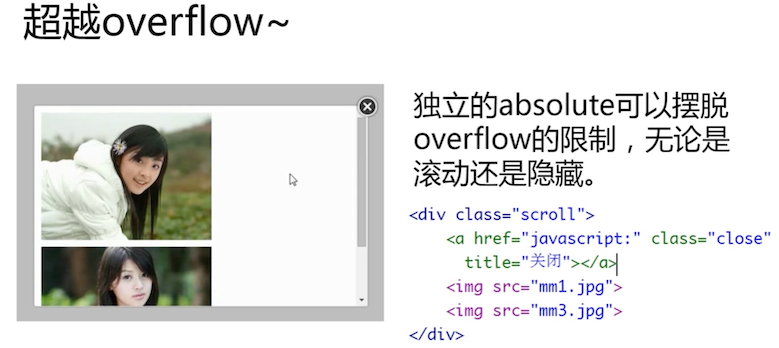 超越overflow~
独立的absolute可以摆脱
overflow的限制，无论是
滚动还是隐藏。
<div class="scroll">
    <a href="javascript:" class="close"
      title="关闭"></a>
    <img src="mm1.jpg">
    <img src="mm3.jpg">
</div>